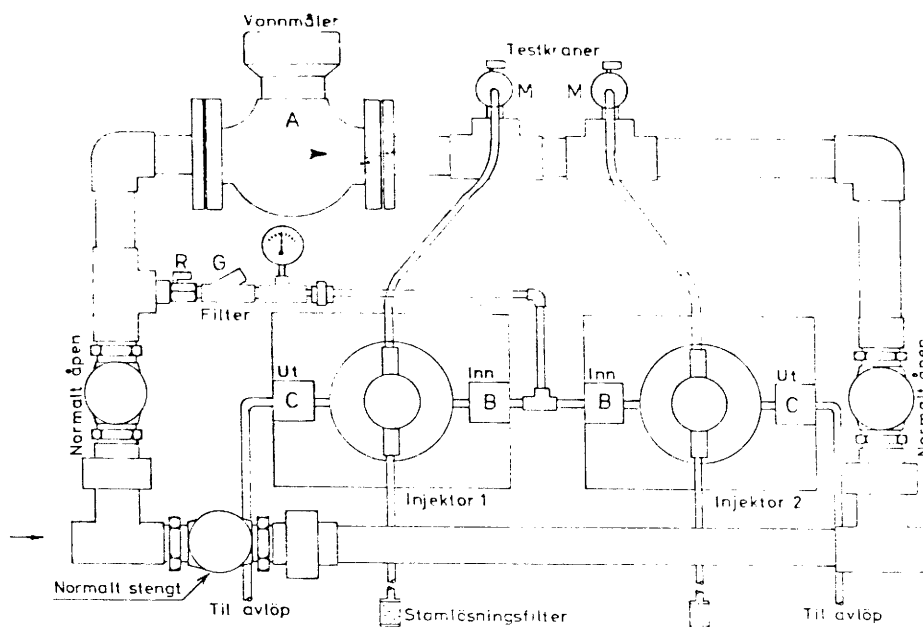 Vannmåler
Testkraner
M
M
A
R
G
Filter
Normalt åpen
Ut
C
Inn
B
Inn
B
Ut
C
Normalt åpen
Injektor 1
Injektor 2
Normalt stengt
Til avløp
Stamløsningsfilter
Til avløp